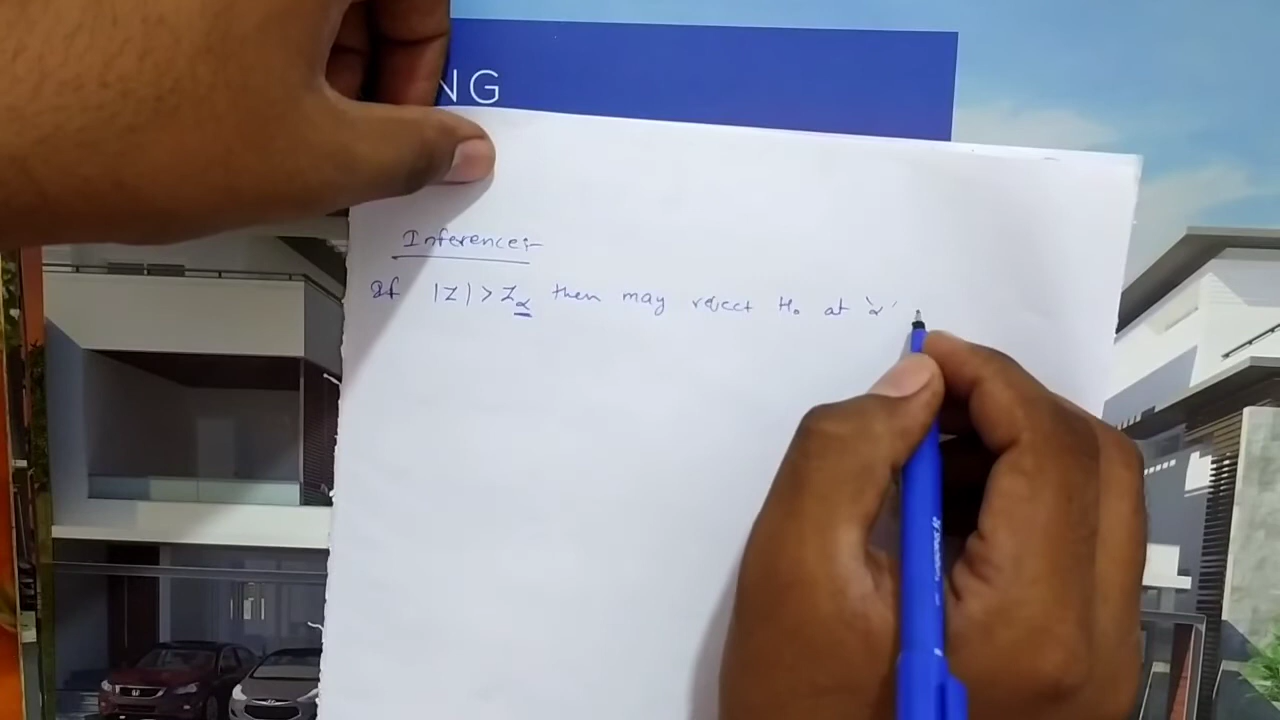 NG
Inference:-
If |Z| > Z_α then may reject H₀ at 'α'